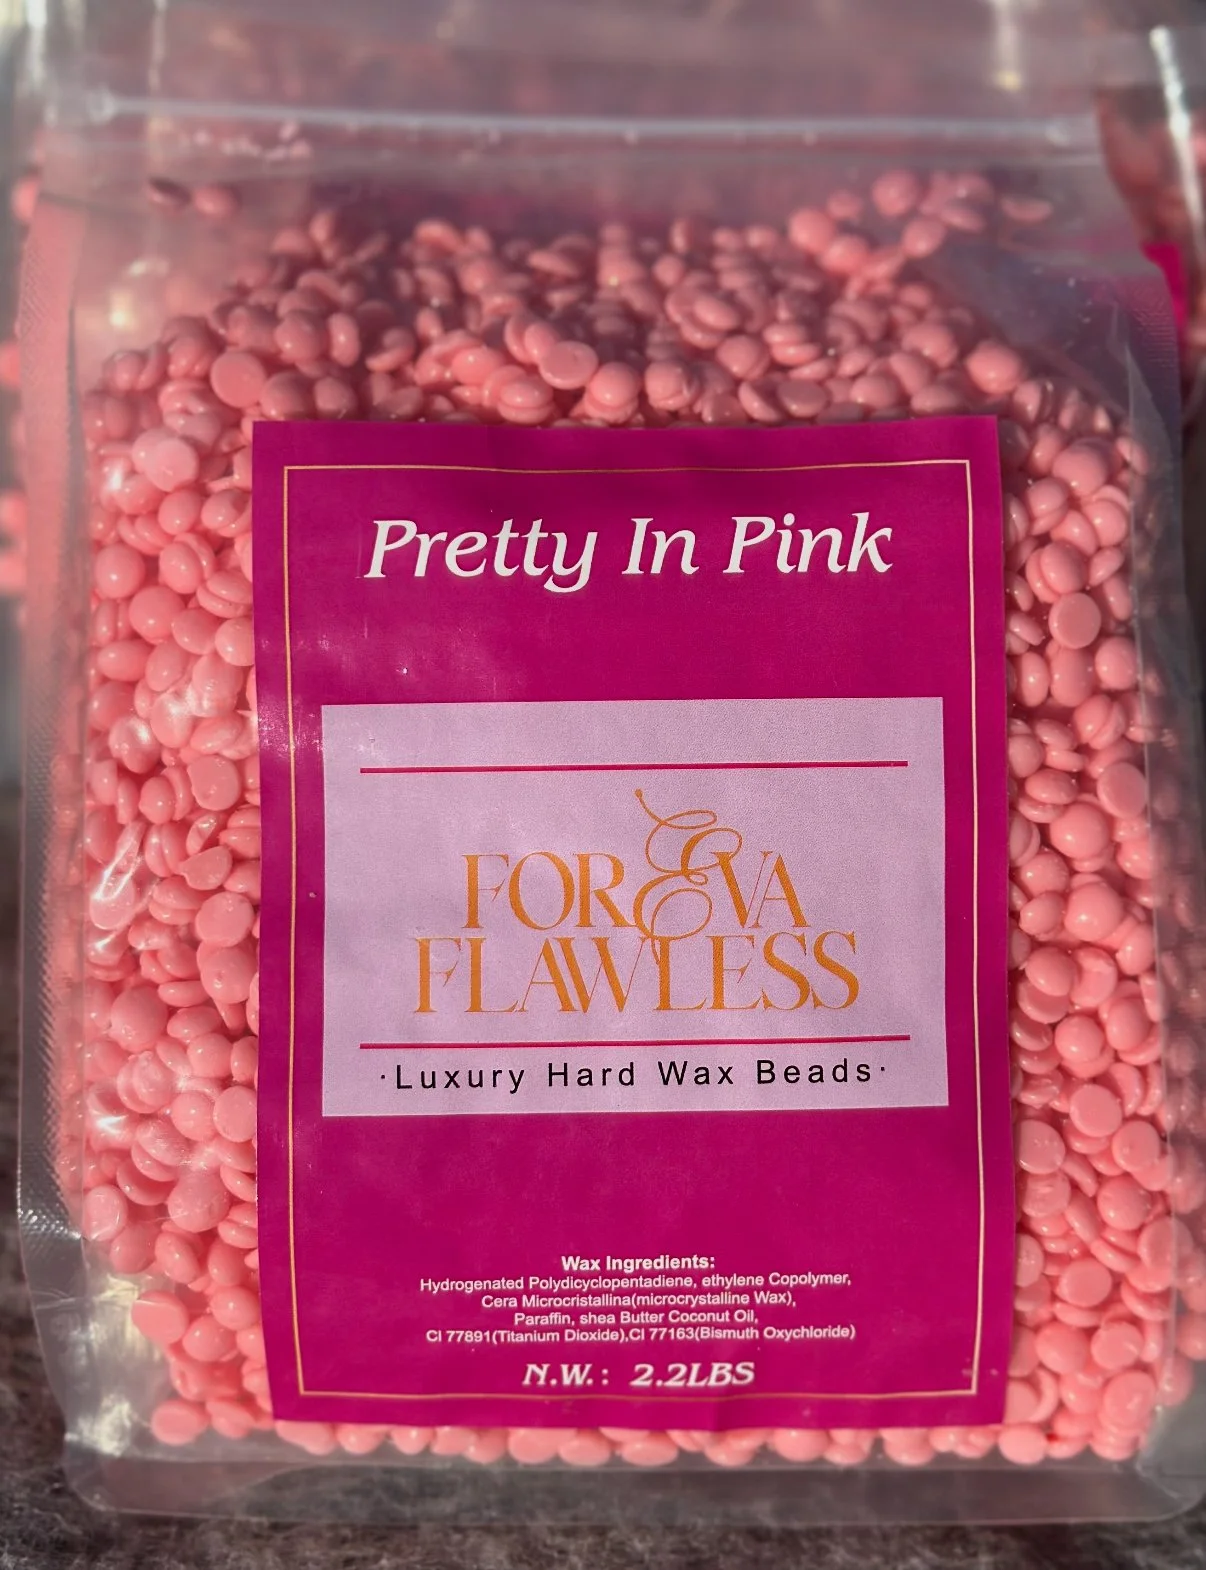 Pretty In Pink
FOREVA
FLAWLESS
·Luxury Hard Wax Beads·
Wax Ingredients:
Hydrogenated Polydicyclopentadiene, ethylene Copolymer,
Cera Microcristallina(microcrystalline Wax),
Paraffin, shea Butter Coconut Oil,
CI 77891(Titanium Dioxide),CI 77163(Bismuth Oxychloride)
N.W.: 2.2LBS